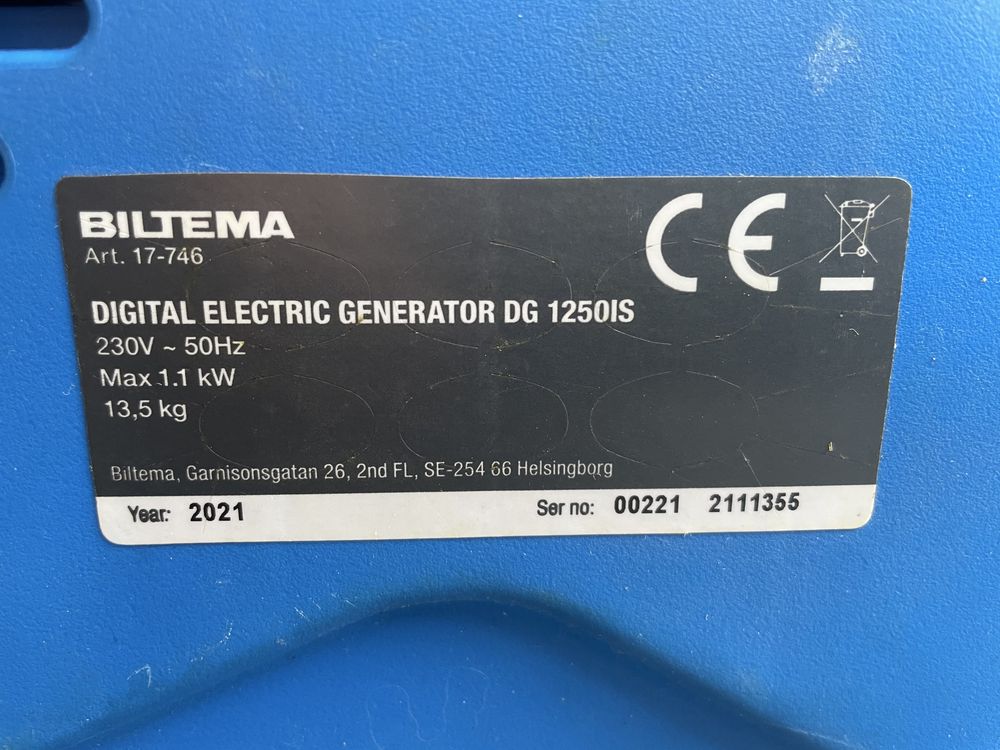 BILTEMA
Art. 17-746
DIGITAL ELECTRIC GENERATOR DG 1250IS
230V ~ 50Hz
Max 1.1 kW
13,5 kg
Biltema, Garnisonsgatan 26, 2nd FL, SE-254 66 Helsingborg
Year: 2021 Ser no: 00221 2111355
CE